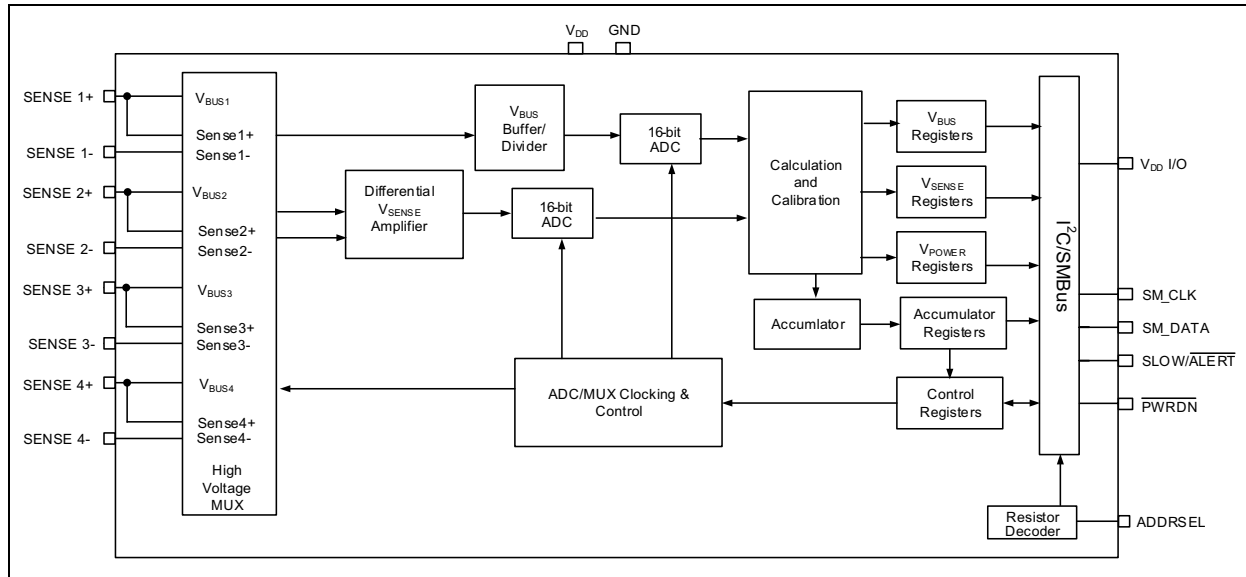 VDD GND
SENSE 1+
SENSE 1-
SENSE 2+
SENSE 2-
SENSE 3+
SENSE 3-
SENSE 4+
SENSE 4-
VBUS1
Sense1+
Sense1-
VBUS2
Sense2+
Sense2-
VBUS3
Sense3+
Sense3-
VBUS4
Sense4+
Sense4-
High
Voltage
MUX
VBUS
Buffer/
Divider
16-bit
ADC
Differential
VSENSE
Amplifier
16-bit
ADC
ADC/MUX Clocking &
Control
Calculation
and
Calibration
Accumlator
VBUS
Registers
VSENSE
Registers
VPOWER
Registers
Accumulator
Registers
Control
Registers
I²C/SMBus
Resistor
Decoder
VDD I/O
SM_CLK
SM_DATA
SLOW/ALERT
PWRDN
ADDRSEL